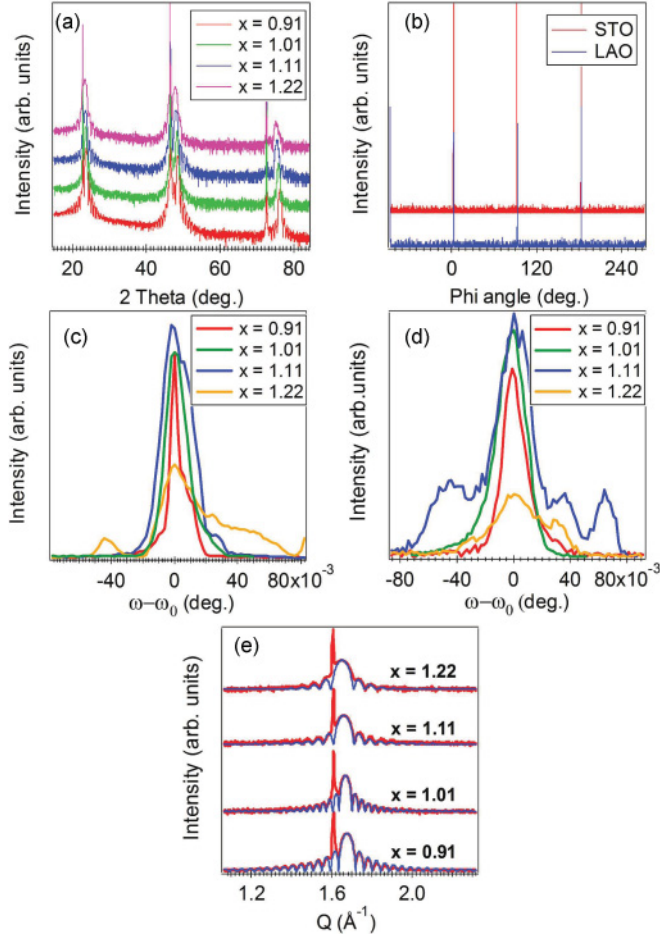 (a)
x = 0.91
x = 1.01
x = 1.11
x = 1.22
Intensity (arb. units)
20 40 60 80
2 Theta (deg.)
(b)
STO
LAO
Intensity (arb. units)
0 120 240
Phi angle (deg.)
(c)
x = 0.91
x = 1.01
x = 1.11
x = 1.22
Intensity (arb. units)
-40 0 40 80x10-3
ω−ω0 (deg.)
(d)
x = 0.91
x = 1.01
x = 1.11
x = 1.22
Intensity (arb.units)
-80 -40 0 40 80x10-3
ω−ω0 (deg.)
(e)
x = 1.22
x = 1.11
x = 1.01
x = 0.91
Intensity (arb. units)
1.2 1.6 2.0
Q (Å-1)